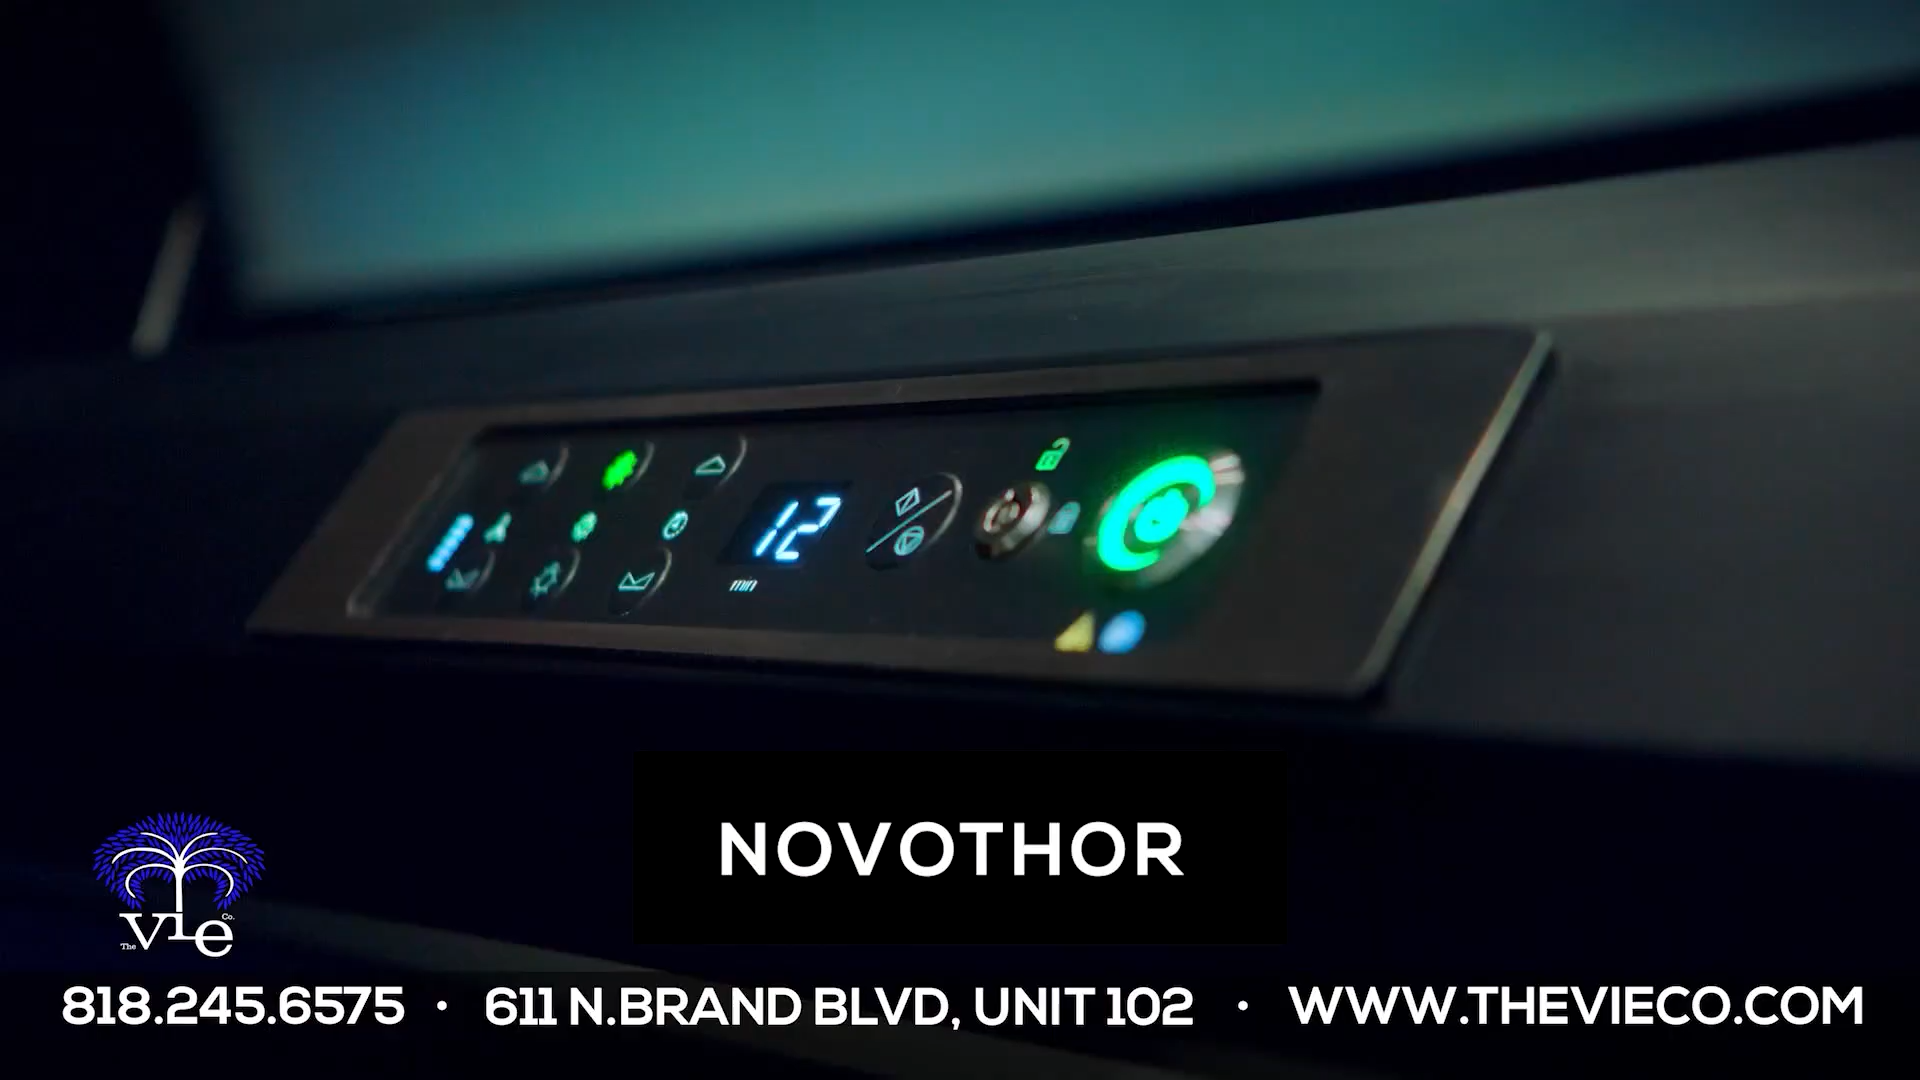 12
min
NOVOTHOR
The Vie Co.
818.245.6575 • 611 N.BRAND BLVD, UNIT 102 • WWW.THEVIECO.COM